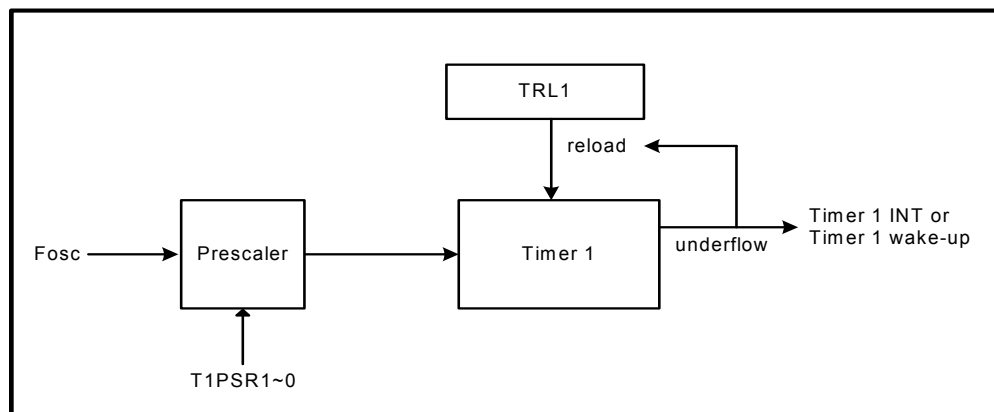 TRL1
reload
Fosc
Prescaler
Timer 1
underflow
Timer 1 INT or
Timer 1 wake-up
T1PSR1~0